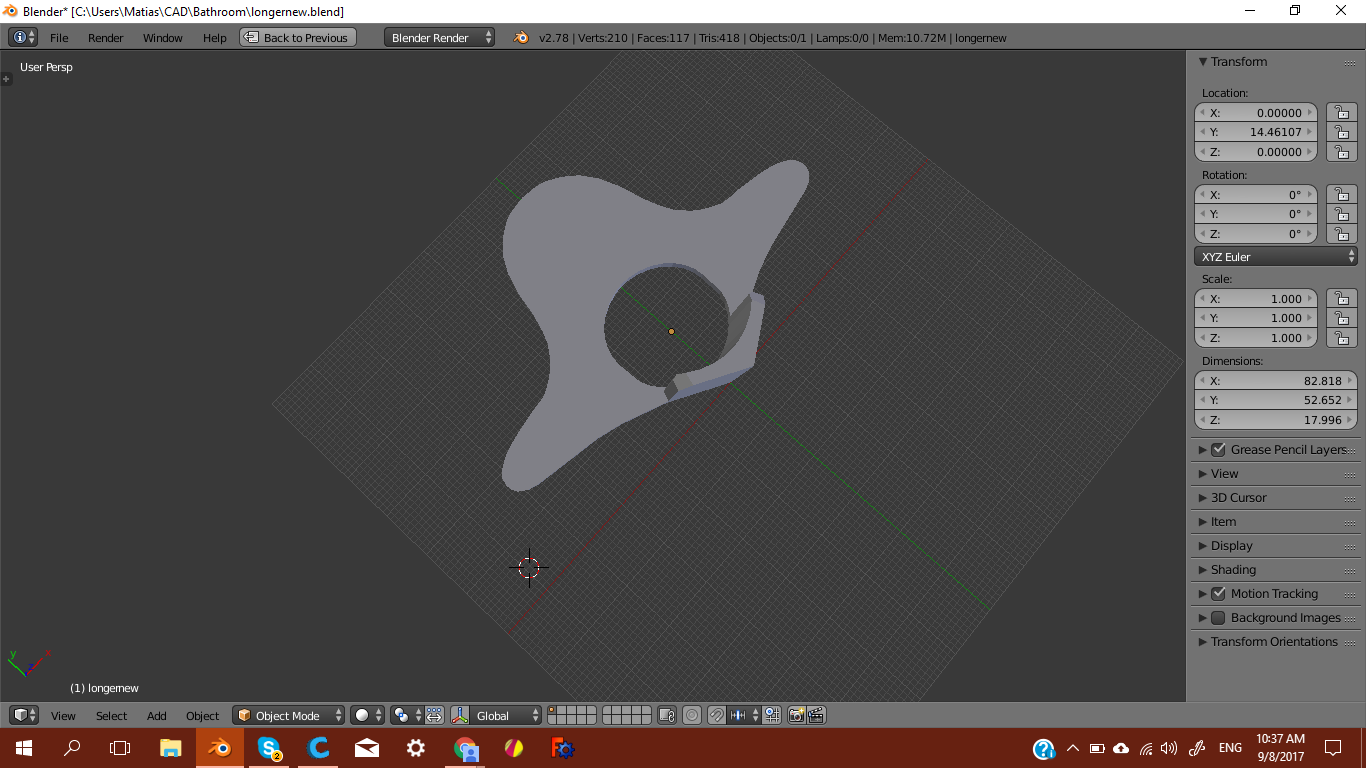 Blender* [C:\Users\Matias\CAD\Bathroom\longernew.blend]
File Render Window Help Back to Previous Blender Render v2.78 | Verts:210 | Faces:117 | Tris:418 | Objects:0/1 | Lamps:0/0 | Mem:10.72M | longernew
User Persp
Transform
Location:
X: 0.00000
Y: 14.46107
Z: 0.00000
Rotation:
X: 0°
Y: 0°
Z: 0°
XYZ Euler
Scale:
X: 1.000
Y: 1.000
Z: 1.000
Dimensions:
X: 82.818
Y: 52.652
Z: 17.996
Grease Pencil Layers
View
3D Cursor
Item
Display
Shading
Motion Tracking
Background Images
Transform Orientations
y z x
(1) longernew
View Select Add Object Object Mode Global
2
ENG
10:37 AM
9/8/2017